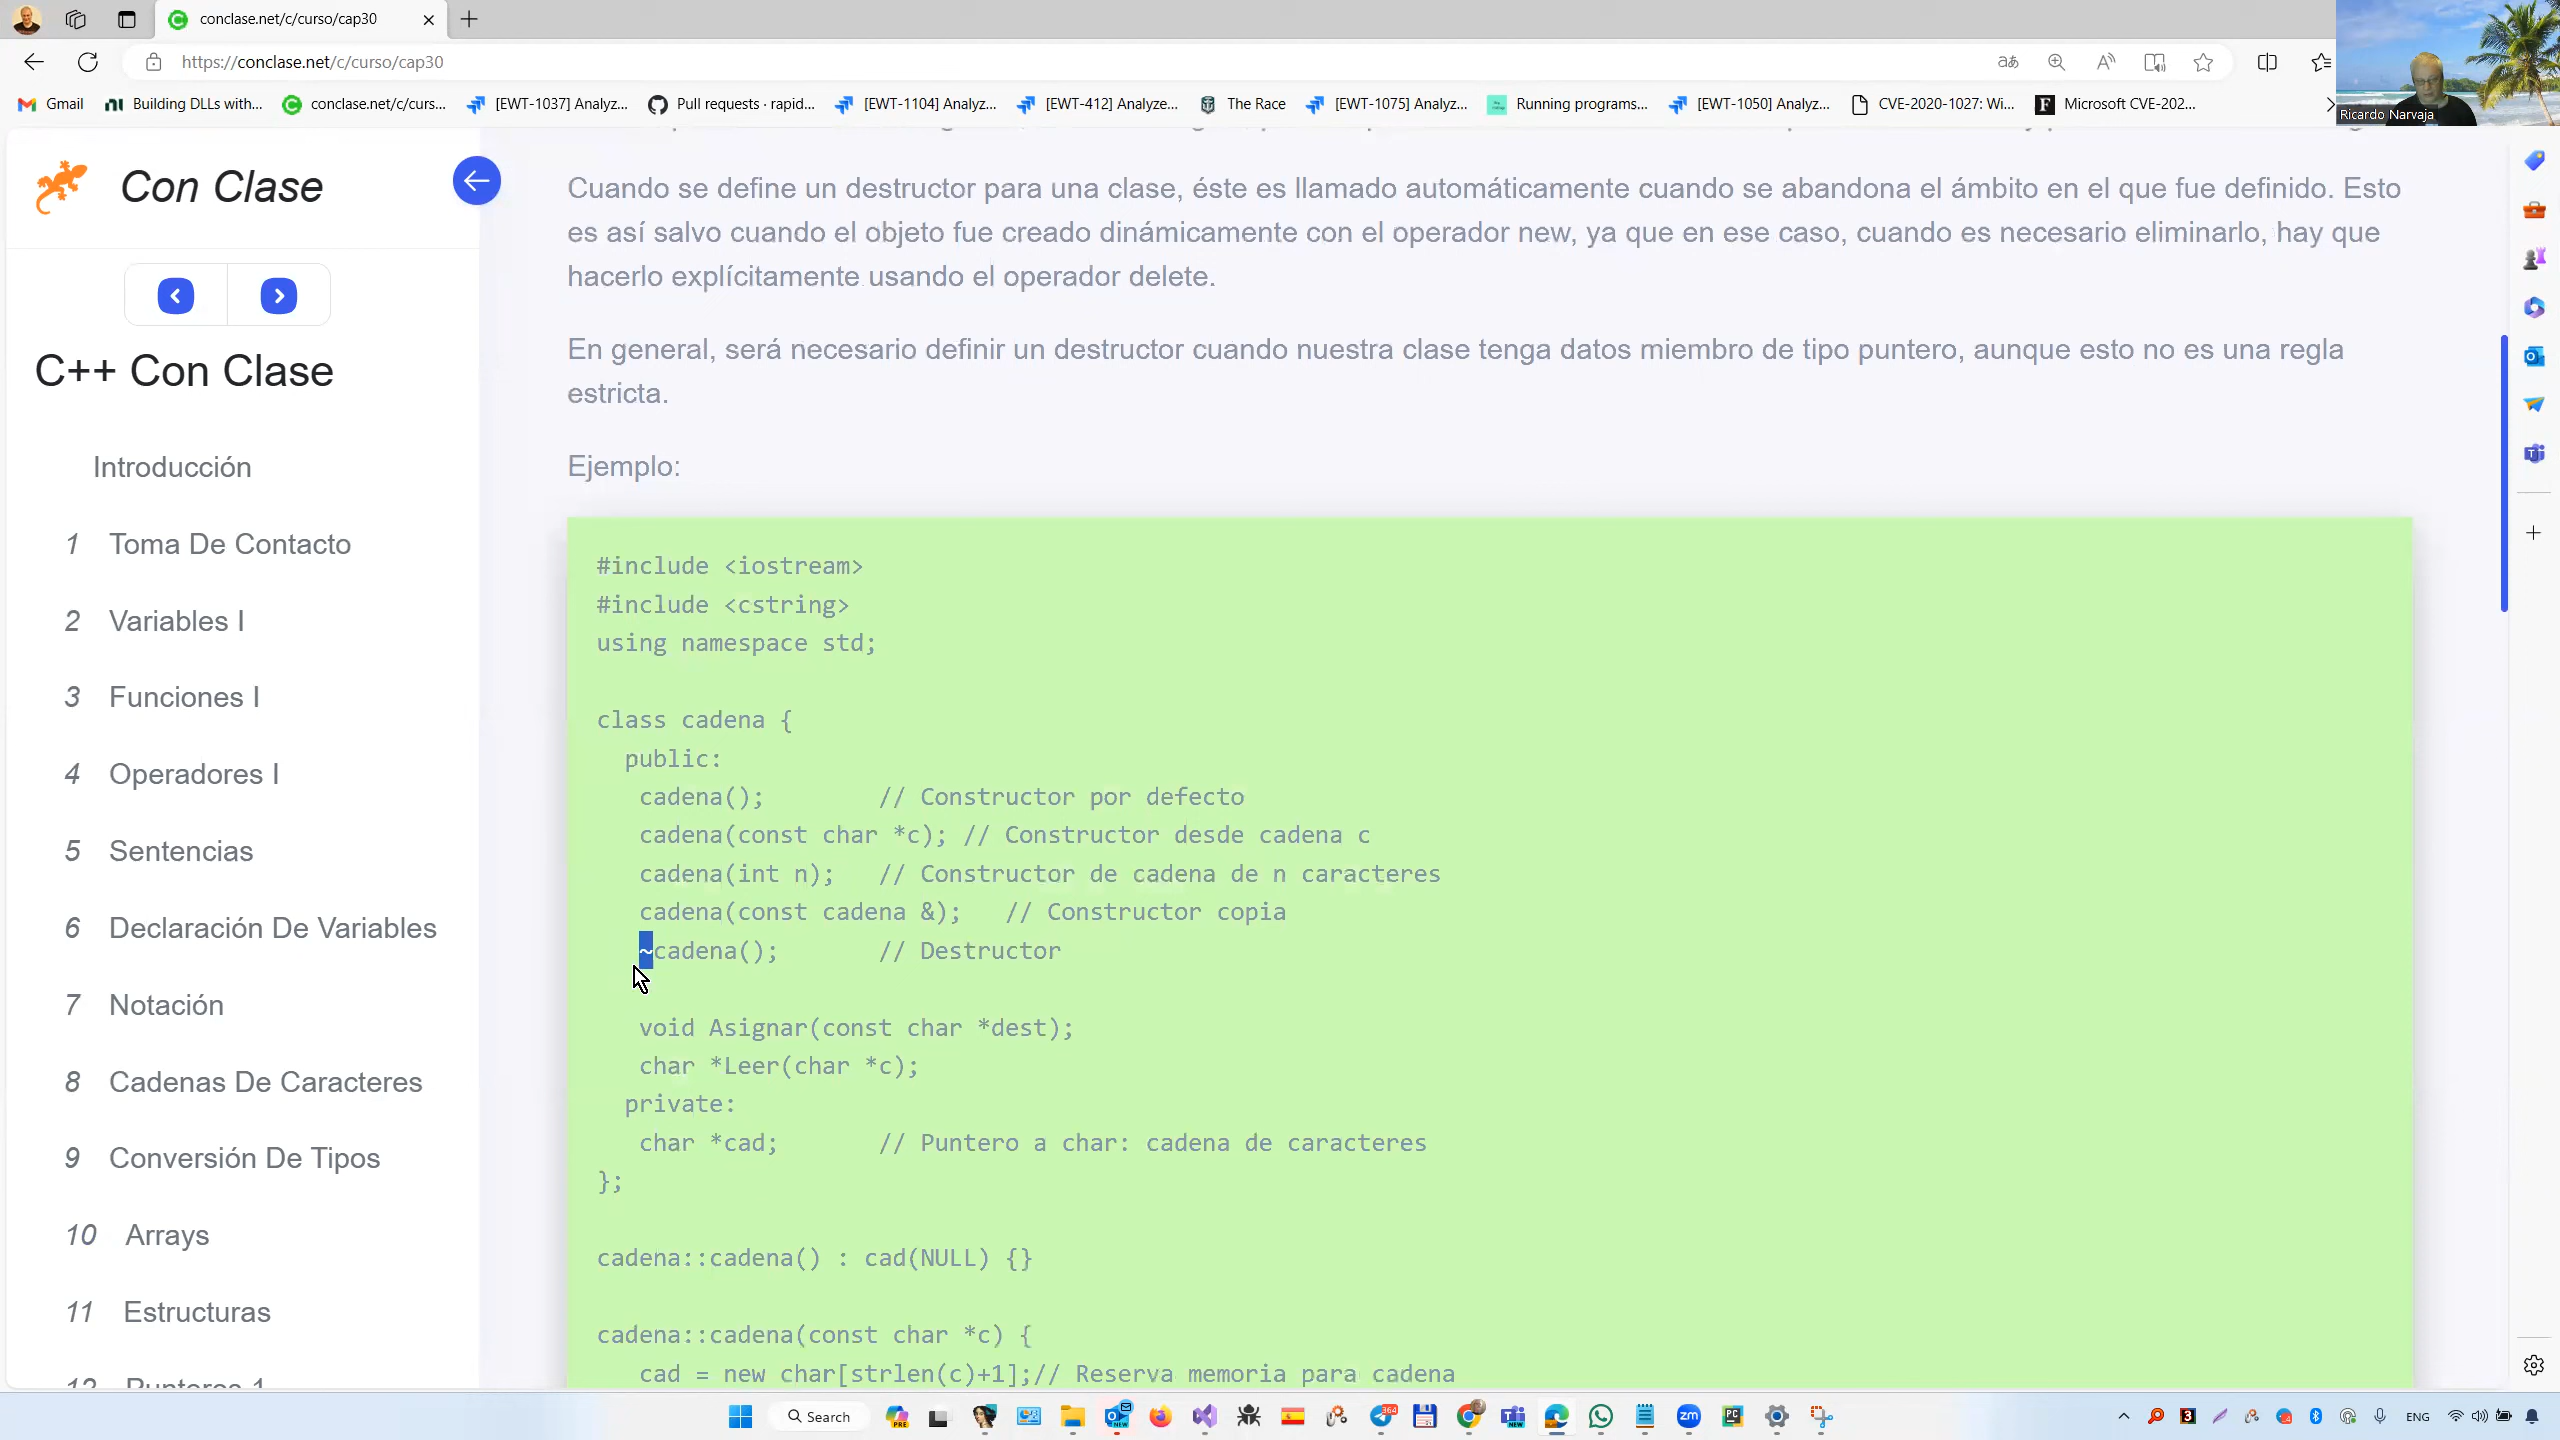 conclase.net/c/curso/cap30
https://conclase.net/c/curso/cap30
Ricardo Narvaja
Gmail
Building DLLs with...
conclase.net/c/curs...
[EWT-1037] Analyz...
Pull requests · rapid...
[EWT-1104] Analyz...
[EWT-412] Analyze...
The Race
[EWT-1075] Analyz...
Running programs...
[EWT-1050] Analyz...
CVE-2020-1027: Wi...
Microsoft CVE-202...
Con Clase
C++ Con Clase
Introducción
1 Toma De Contacto
2 Variables I
3 Funciones I
4 Operadores I
5 Sentencias
6 Declaración De Variables
7 Notación
8 Cadenas De Caracteres
9 Conversión De Tipos
10 Arrays
11 Estructuras
12 Punteros 1
Cuando se define un destructor para una clase, éste es llamado automáticamente cuando se abandona el ámbito en el que fue definido. Esto
es así salvo cuando el objeto fue creado dinámicamente con el operador new, ya que en ese caso, cuando es necesario eliminarlo, hay que
hacerlo explícitamente usando el operador delete.
En general, será necesario definir un destructor cuando nuestra clase tenga datos miembro de tipo puntero, aunque esto no es una regla
estricta.
Ejemplo:
#include <iostream>
#include <cstring>
using namespace std;
class cadena {
public:
cadena();        // Constructor por defecto
cadena(const char *c); // Constructor desde cadena c
cadena(int n);   // Constructor de cadena de n caracteres
cadena(const cadena &);   // Constructor copia
~cadena();       // Destructor
void Asignar(const char *dest);
char *Leer(char *c);
private:
char *cad;       // Puntero a char: cadena de caracteres
};
cadena::cadena() : cad(NULL) {}
cadena::cadena(const char *c) {
cad = new char[strlen(c)+1];// Reserva memoria para cadena
Search
ENG